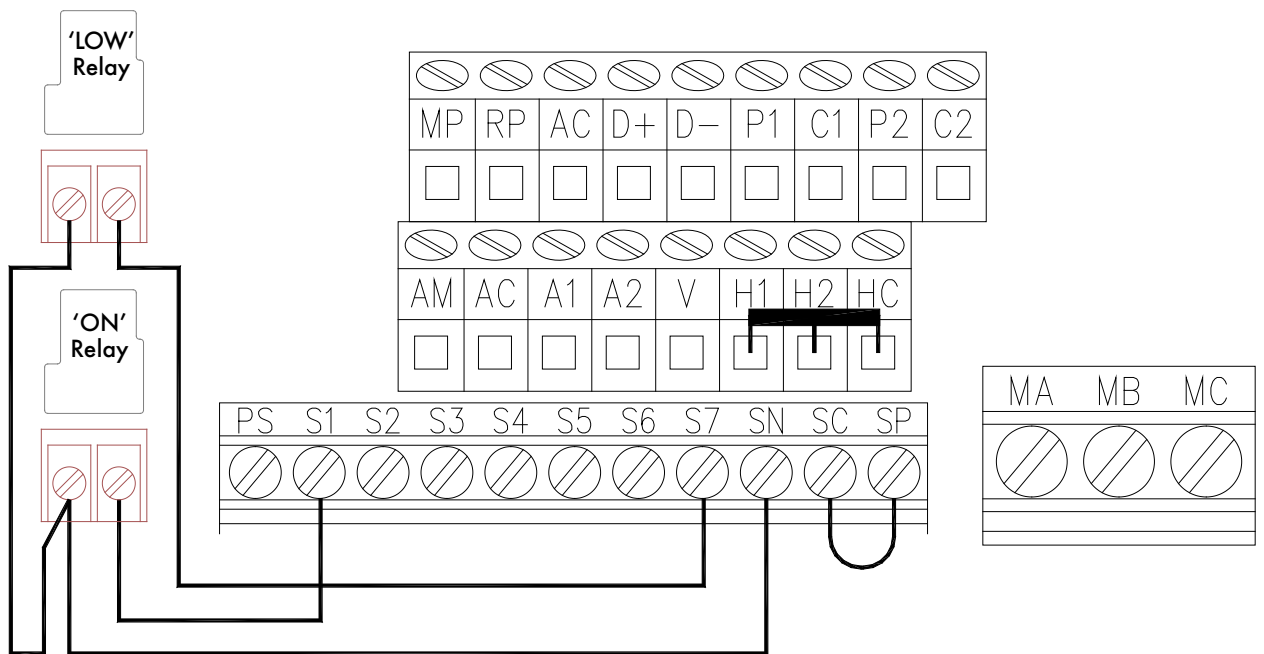 'LOW'
Relay
MP RP AC D+ D- P1 C1 P2 C2
AM AC A1 A2 V H1 H2 HC
'ON'
Relay
PS S1 S2 S3 S4 S5 S6 S7 SN SC SP
MA MB MC